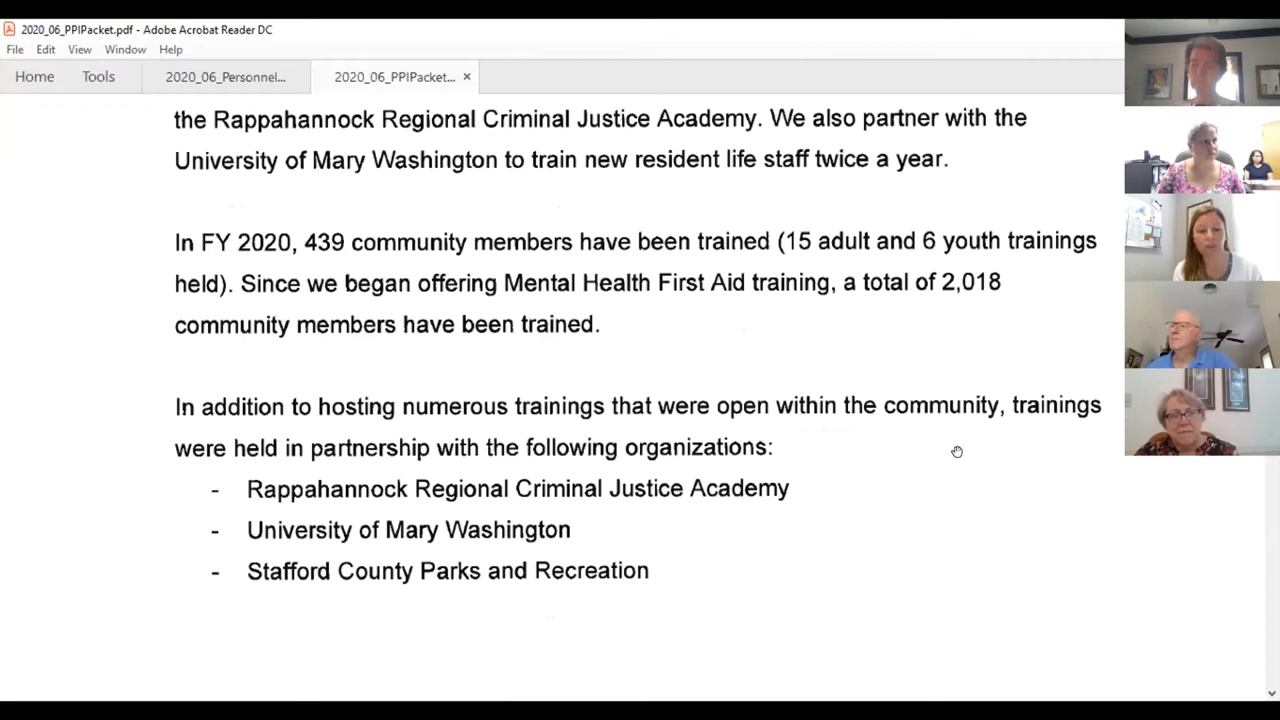 2020_06_PPIPacket.pdf - Adobe Acrobat Reader DC
File Edit View Window Help
Home Tools 2020_06_Personnel... 2020_06_PPIPacket... ×
the Rappahannock Regional Criminal Justice Academy. We also partner with the
University of Mary Washington to train new resident life staff twice a year.
In FY 2020, 439 community members have been trained (15 adult and 6 youth trainings
held). Since we began offering Mental Health First Aid training, a total of 2,018
community members have been trained.
In addition to hosting numerous trainings that were open within the community, trainings
were held in partnership with the following organizations:
- Rappahannock Regional Criminal Justice Academy
- University of Mary Washington
- Stafford County Parks and Recreation